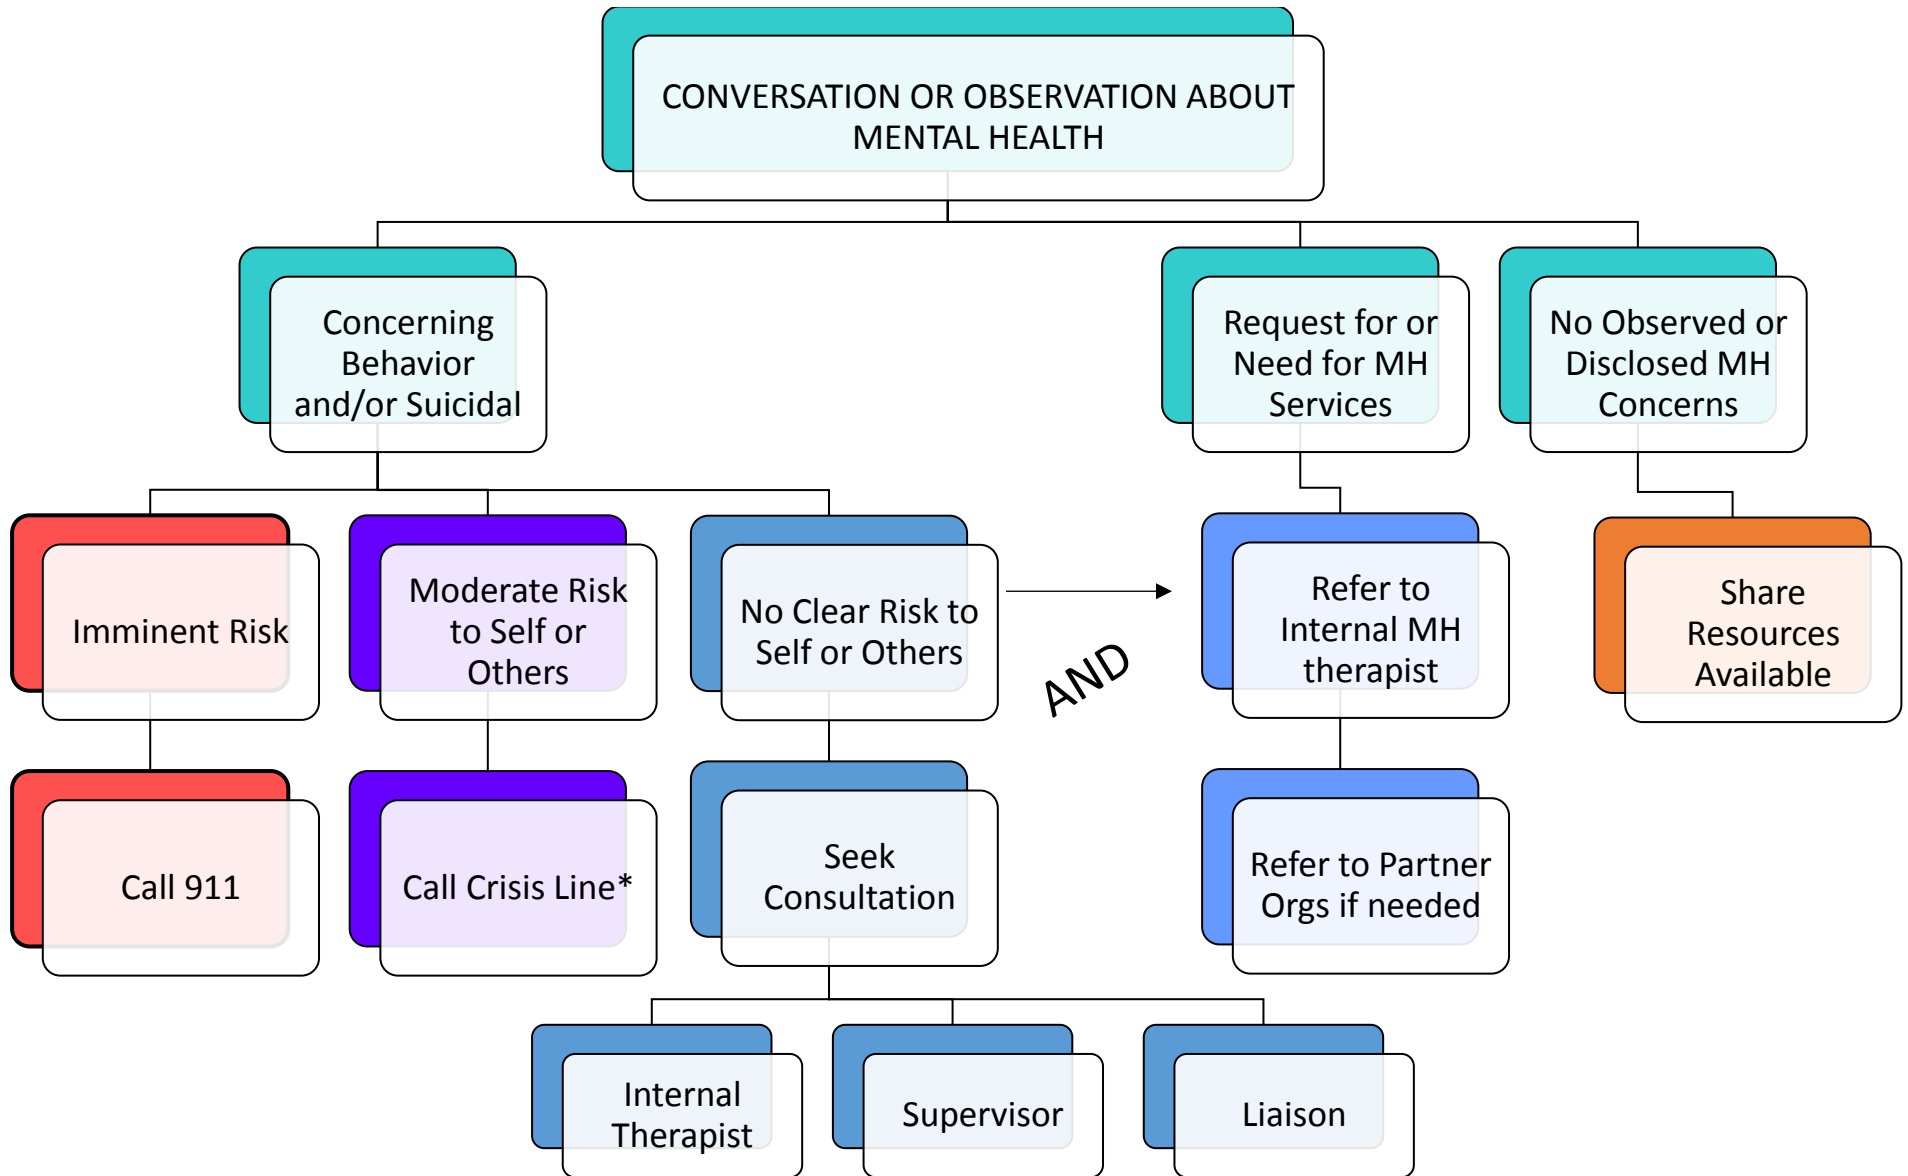 CONVERSATION OR OBSERVATION ABOUT
MENTAL HEALTH
Concerning
Behavior
and/or Suicidal
Request for or
Need for MH
Services
No Observed or
Disclosed MH
Concerns
Imminent Risk
Moderate Risk
to Self or
Others
No Clear Risk to
Self or Others
AND
Refer to
Internal MH
therapist
Share
Resources
Available
Call 911
Call Crisis Line*
Seek
Consultation
Refer to Partner
Orgs if needed
Internal
Therapist
Supervisor
Liaison